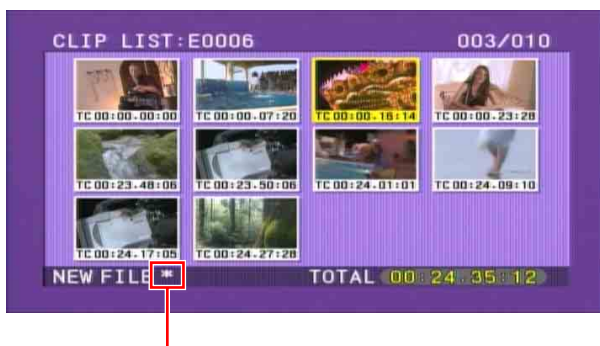 CLIP LIST:E0006 003/010
TC 00:00.00:00 TC 00:00.07:20 TC 00:00.16:14 TC 00:00.23:28
TC 00:23.48:06 TC 00:23.50:06 TC 00:24.01:01 TC 00:24.09:10
TC 00:24.17:05 TC 00:24.27:28
NEW FILE * TOTAL 00:24.35:12